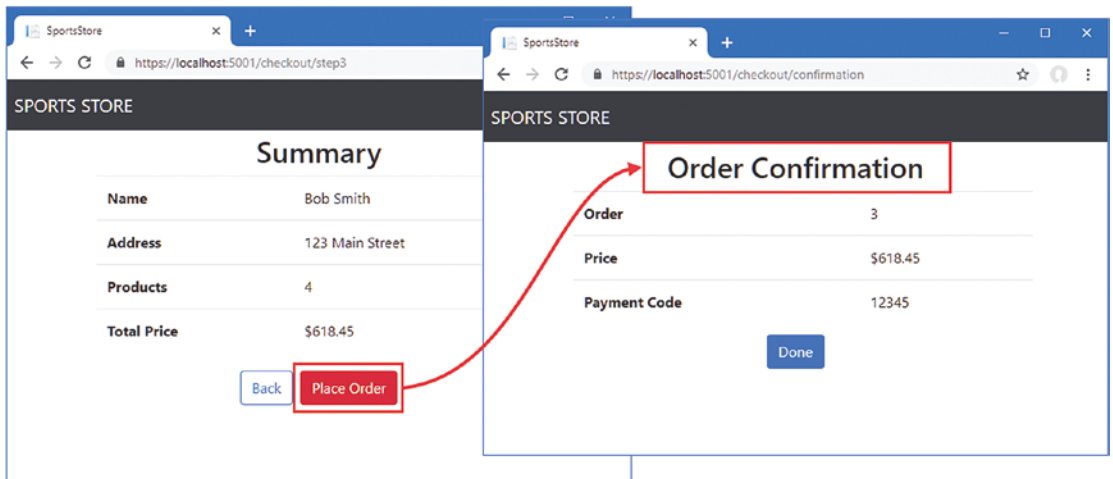 SportsStore
https://localhost:5001/checkout/step3
SPORTS STORE
Summary
Name Bob Smith
Address 123 Main Street
Products 4
Total Price $618.45
Back Place Order
SportsStore
https://localhost:5001/checkout/confirmation
SPORTS STORE
Order Confirmation
Order 3
Price $618.45
Payment Code 12345
Done